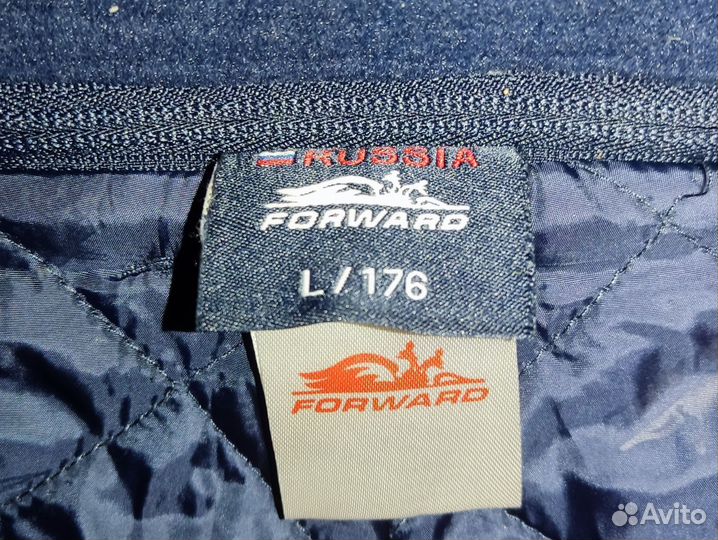 RUSSIA
FORWARD
L / 176
FORWARD
Avito